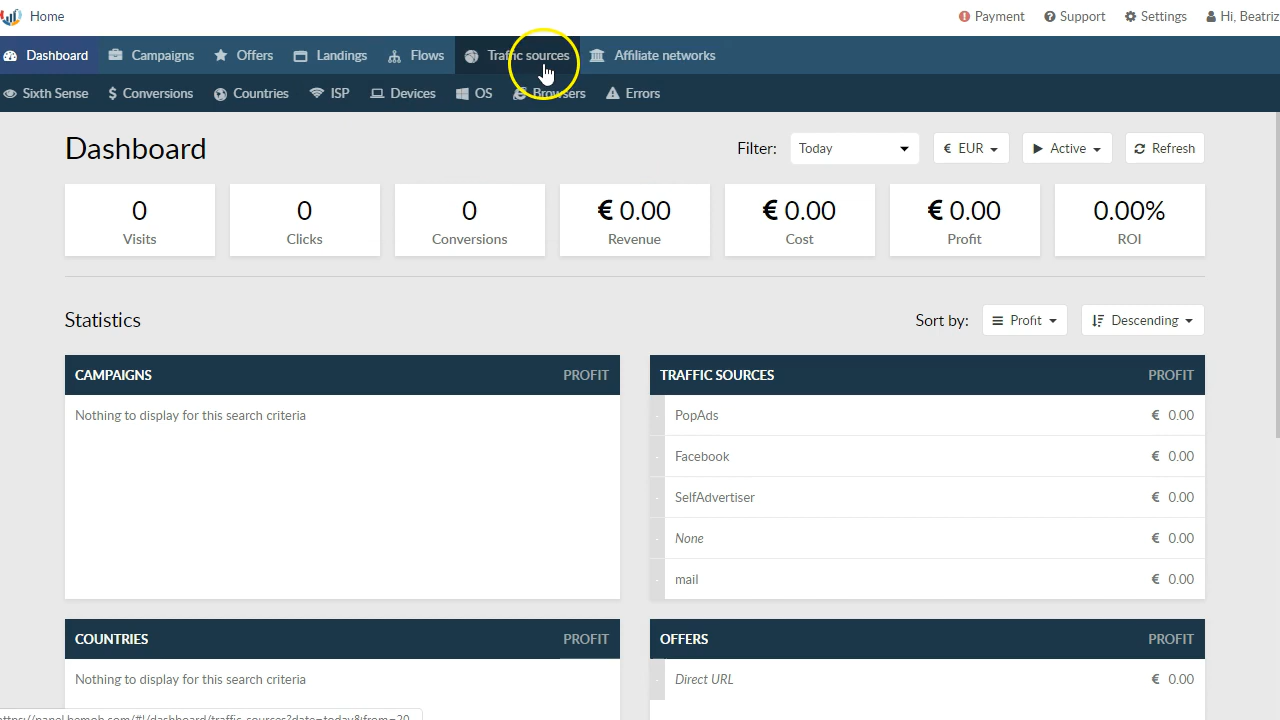 Home Payment Support Settings Hi, Beatriz
Dashboard Campaigns Offers Landings Flows Traffic sources Affiliate networks
Sixth Sense Conversions Countries ISP Devices OS Browsers Errors
Dashboard Filter: Today € EUR Active Refresh
0 0 0 € 0.00 € 0.00 € 0.00 0.00%
Visits Clicks Conversions Revenue Cost Profit ROI
Statistics Sort by: Profit Descending
CAMPAIGNS PROFIT TRAFFIC SOURCES PROFIT
Nothing to display for this search criteria - PopAds € 0.00
- Facebook € 0.00
- SelfAdvertiser € 0.00
- None € 0.00
- mail € 0.00
COUNTRIES PROFIT OFFERS PROFIT
Nothing to display for this search criteria - Direct URL € 0.00